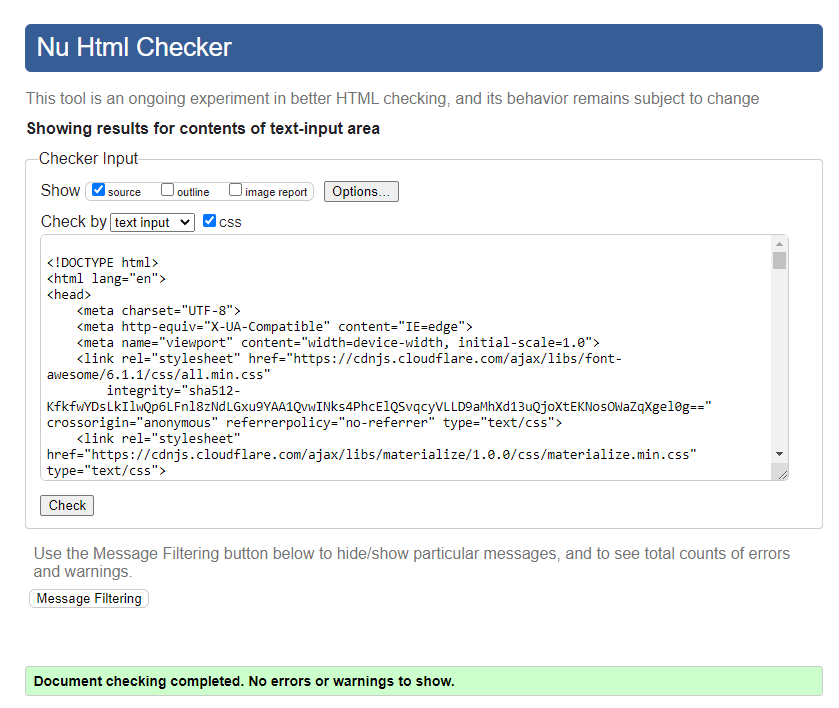 Nu Html Checker
This tool is an ongoing experiment in better HTML checking, and its behavior remains subject to change
Showing results for contents of text-input area
Checker Input
Show source outline image report Options...
Check by text input css
<!DOCTYPE html>
<html lang="en">
<head>
    <meta charset="UTF-8">
    <meta http-equiv="X-UA-Compatible" content="IE=edge">
    <meta name="viewport" content="width=device-width, initial-scale=1.0">
    <link rel="stylesheet" href="https://cdnjs.cloudflare.com/ajax/libs/font-
awesome/6.1.1/css/all.min.css"
        integrity="sha512-
KfkfwYDsLkIlwQp6LFnl8zNdLGxu9YAA1QvwINks4PhcElQSvqcyVLLD9aMhXd13uQjoXtEKNosOWaZqXgel0g=="
crossorigin="anonymous" referrerpolicy="no-referrer" type="text/css">
    <link rel="stylesheet"
href="https://cdnjs.cloudflare.com/ajax/libs/materialize/1.0.0/css/materialize.min.css"
type="text/css">
Check
Use the Message Filtering button below to hide/show particular messages, and to see total counts of errors
and warnings.
Message Filtering
Document checking completed. No errors or warnings to show.